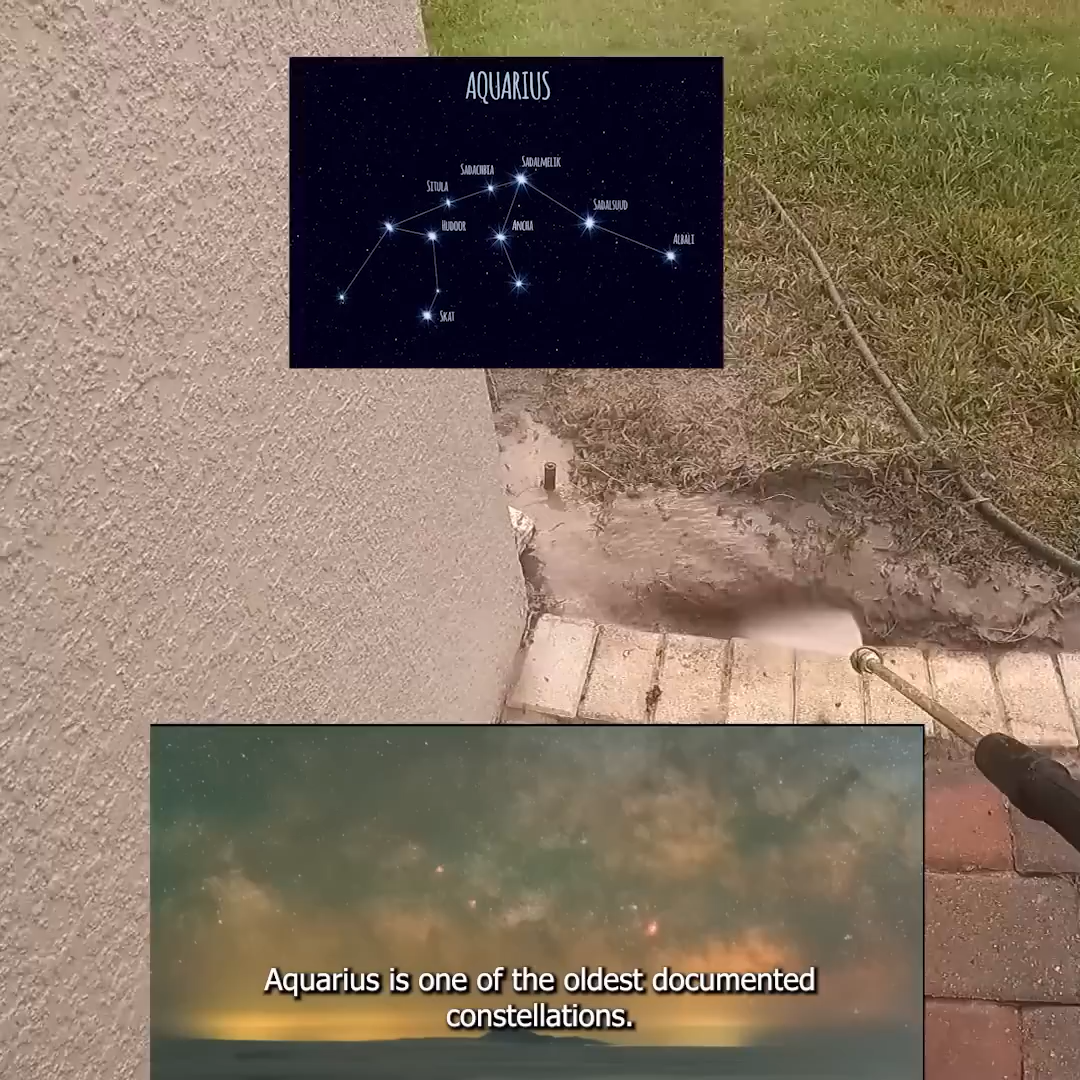 AQUARIUS
SADALMELIK
SADACHBIA
SITULA
SADALSUUD
HUDOOR
ANCHA
ALBALI
SKAT
Aquarius is one of the oldest documented
constellations.